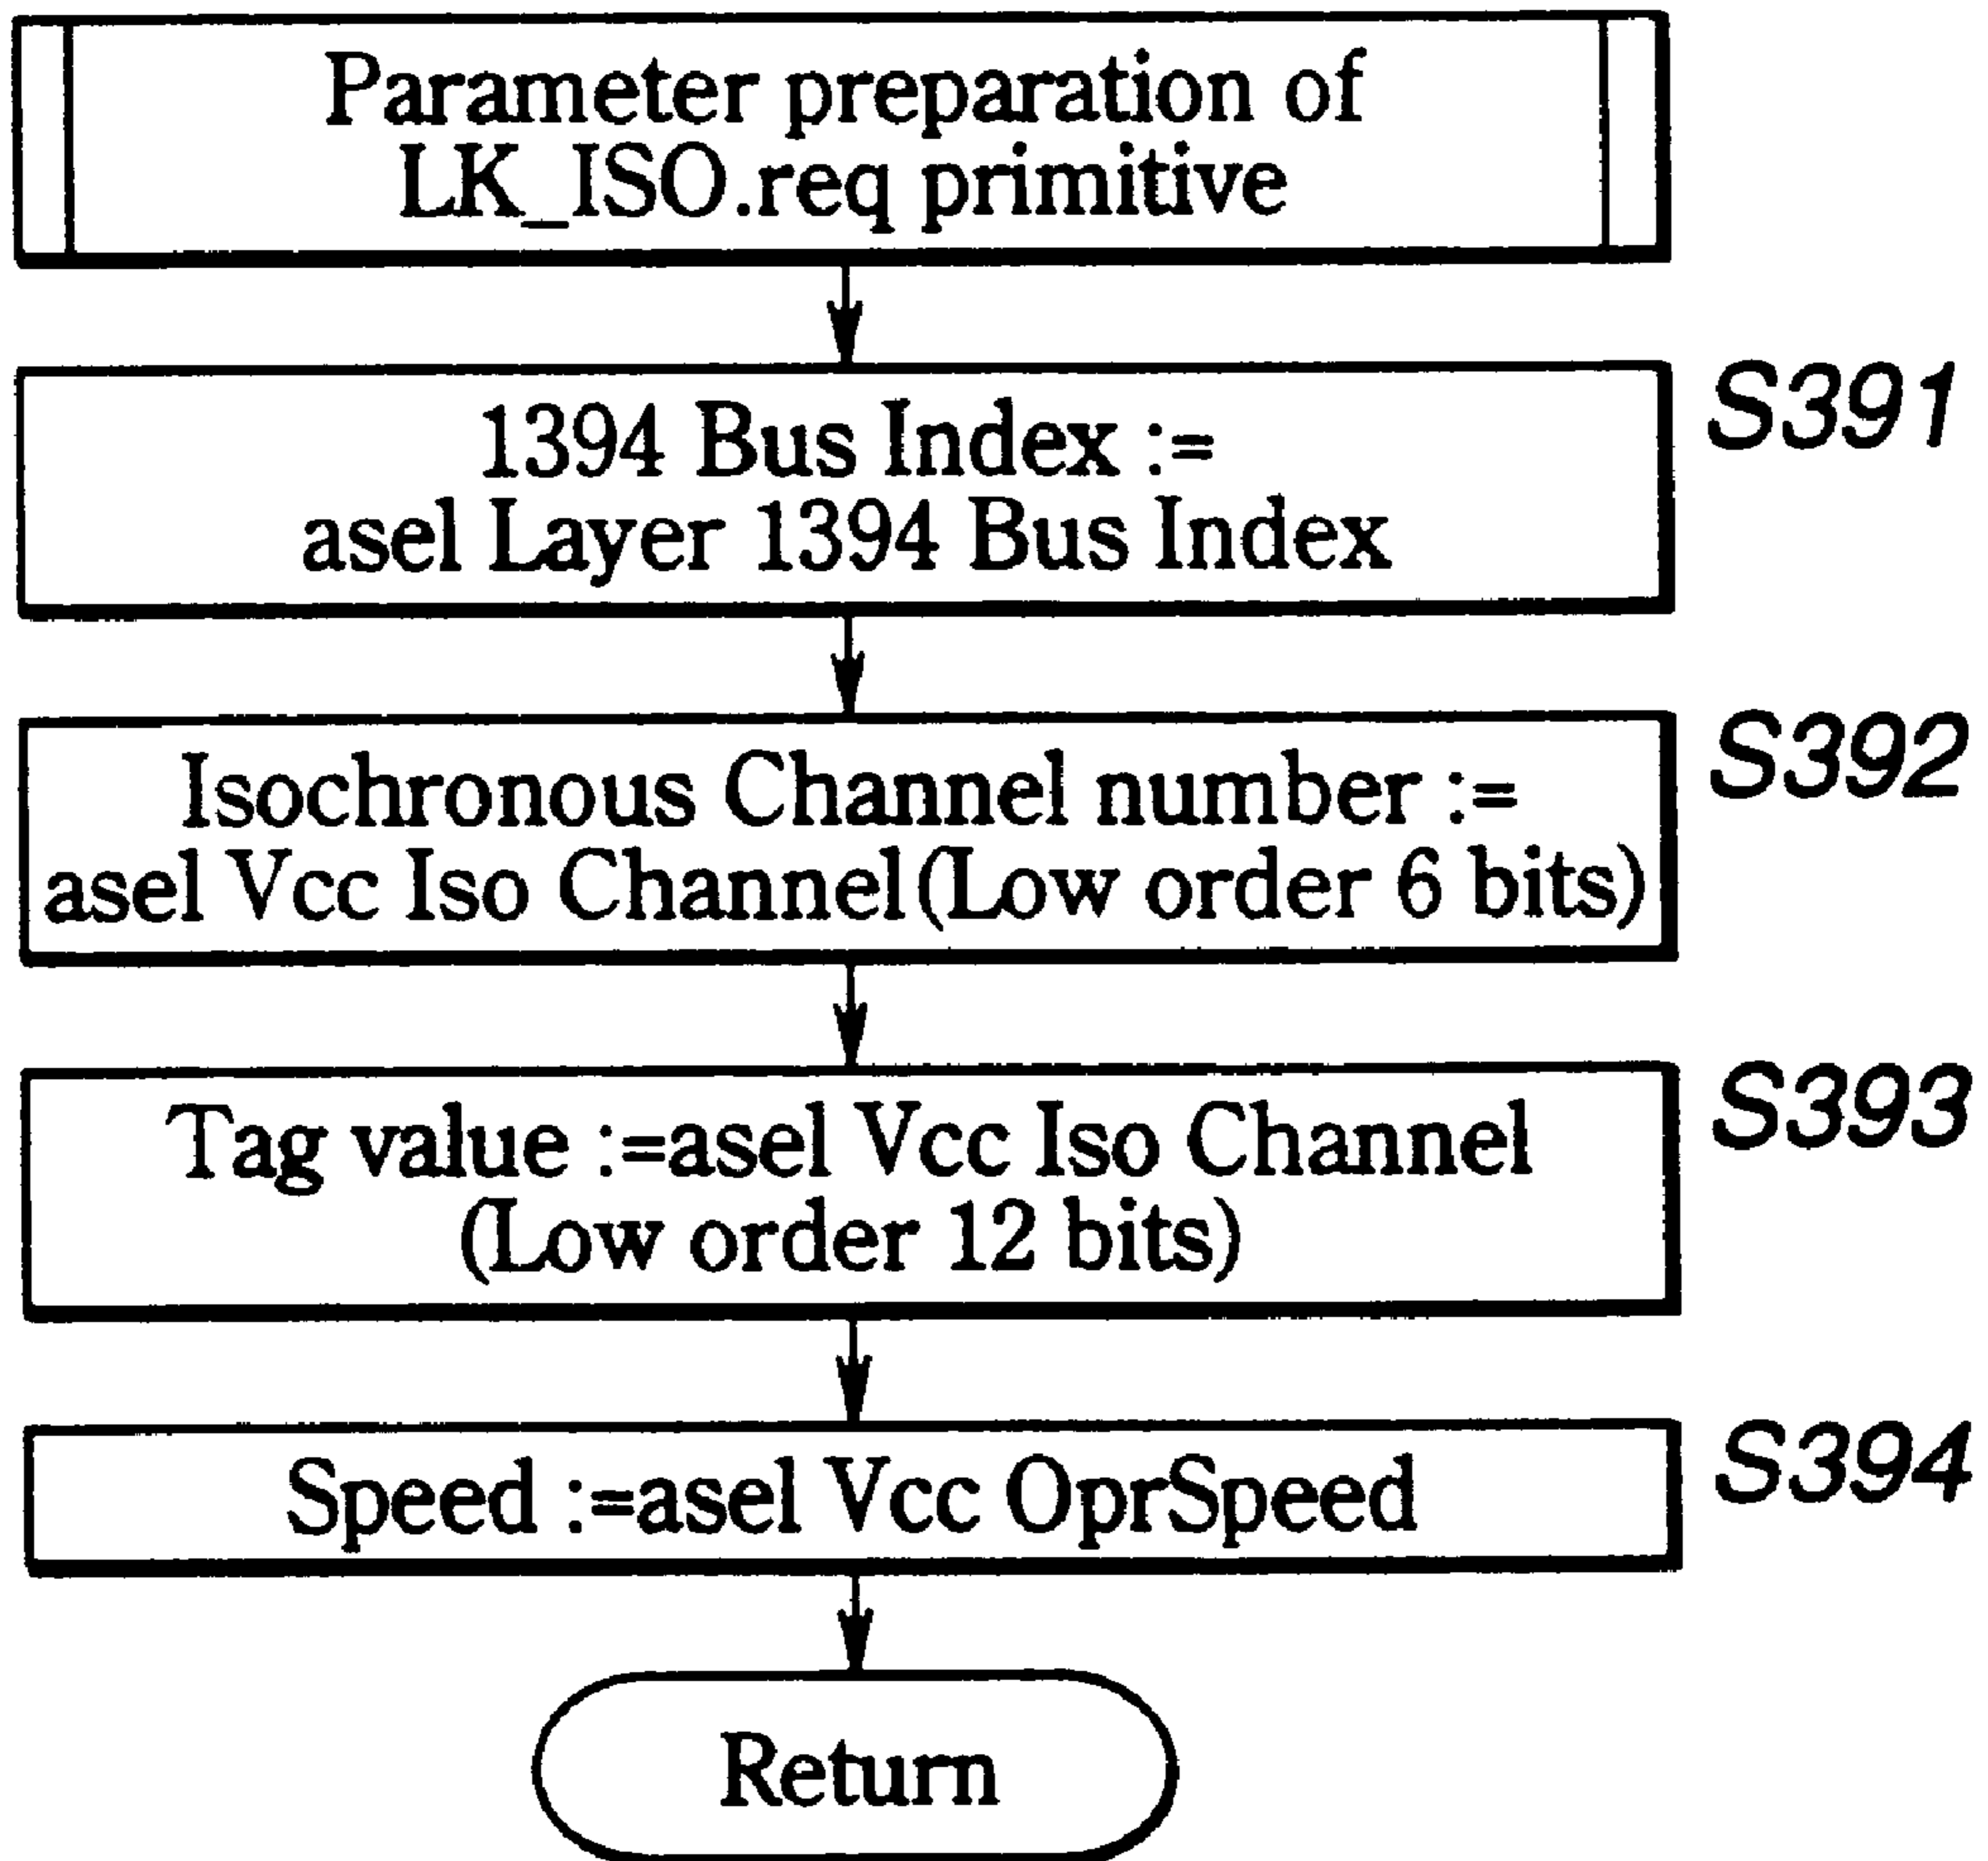 Parameter preparation of
LK_ISO.req primitive
S391
1394 Bus Index :=
asel Layer 1394 Bus Index
S392
Isochronous Channel number :=
asel Vcc Iso Channel(Low order 6 bits)
S393
Tag value :=asel Vcc Iso Channel
(Low order 12 bits)
S394
Speed :=asel Vcc OprSpeed
Return